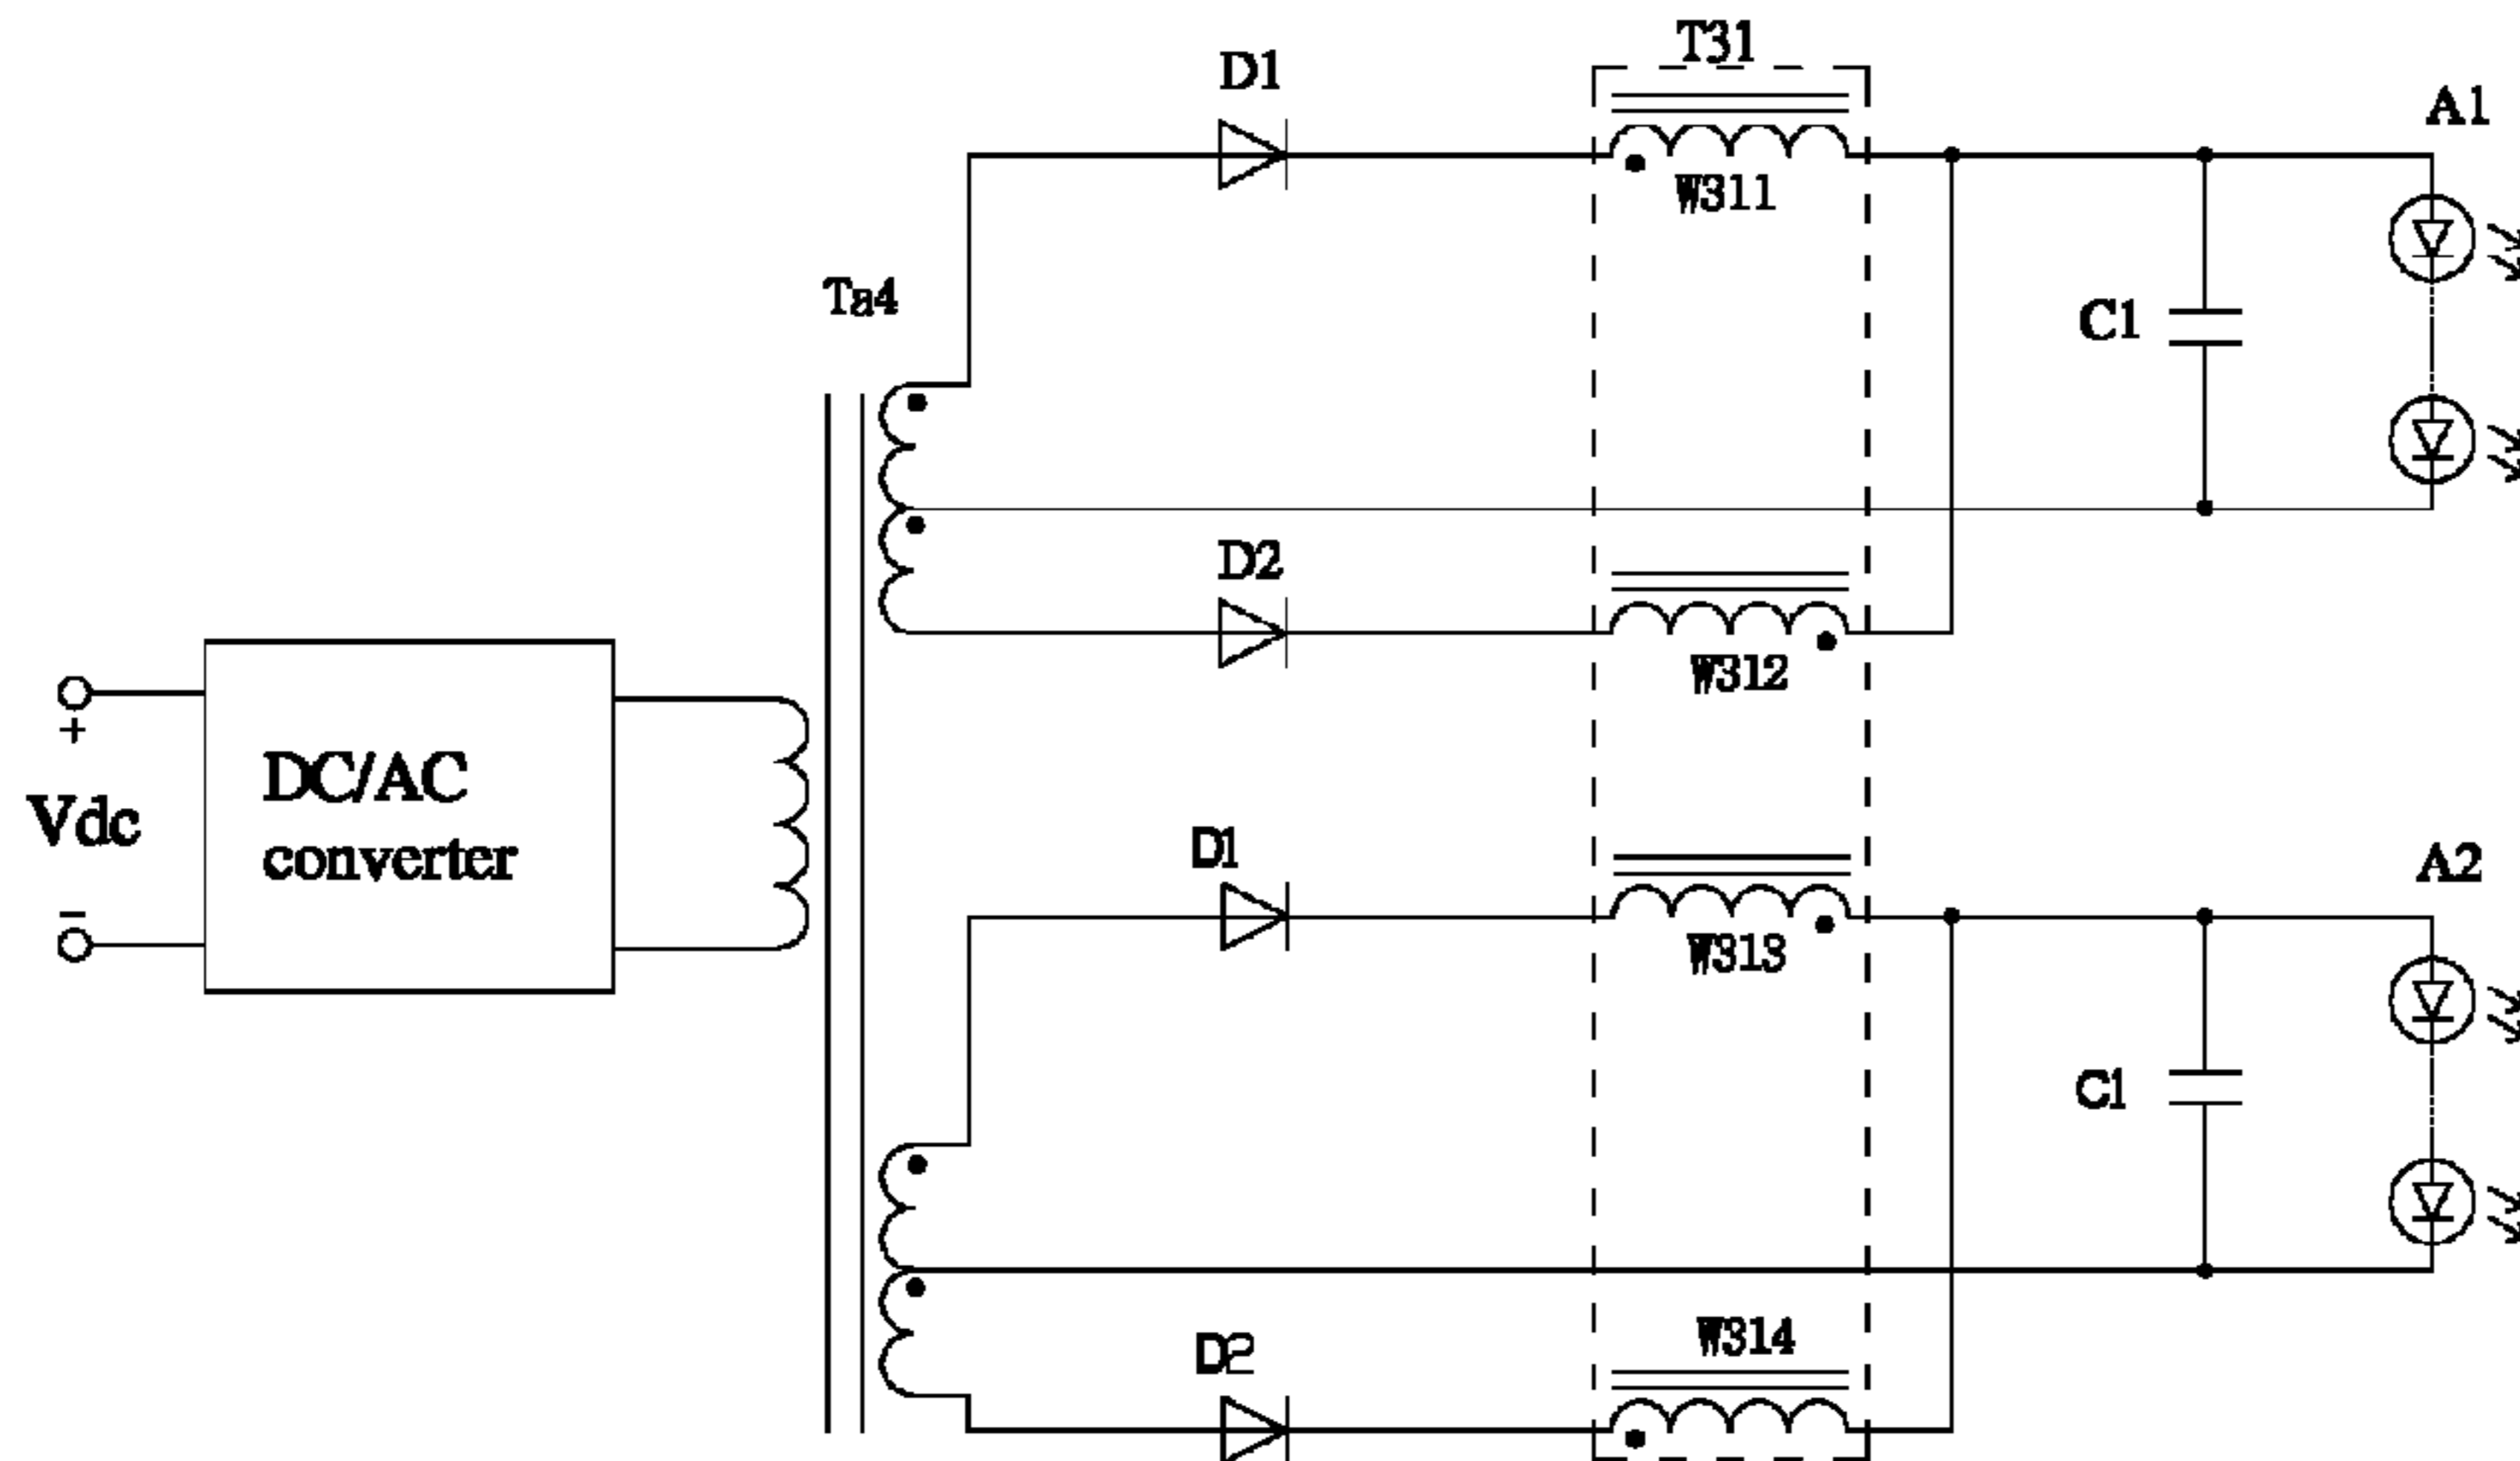 T31
D1
A1
W311
Ta4
C1
D2
W312
+
DC/AC
Vdc
converter
D1
A2
−
W313
C1
W314
D2